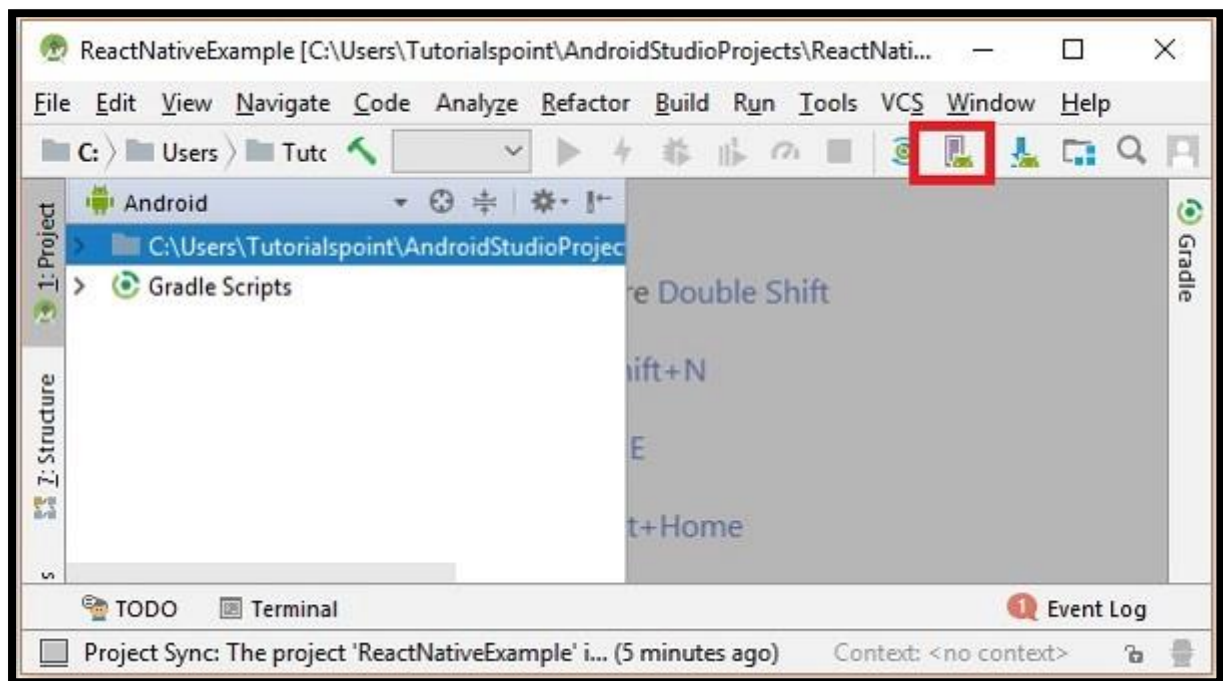 ReactNativeExample [C:\Users\Tutorialspoint\AndroidStudioProjects\ReactNati...
File Edit View Navigate Code Analyze Refactor Build Run Tools VCS Window Help
C: Users Tutc
1: Project
Android
C:\Users\Tutorialspoint\AndroidStudioProjec
Gradle Scripts
re Double Shift
hift+N
E
t+Home
Gradle
7: Structure
s
TODO Terminal 1 Event Log
Project Sync: The project 'ReactNativeExample' i... (5 minutes ago) Context: <no context>